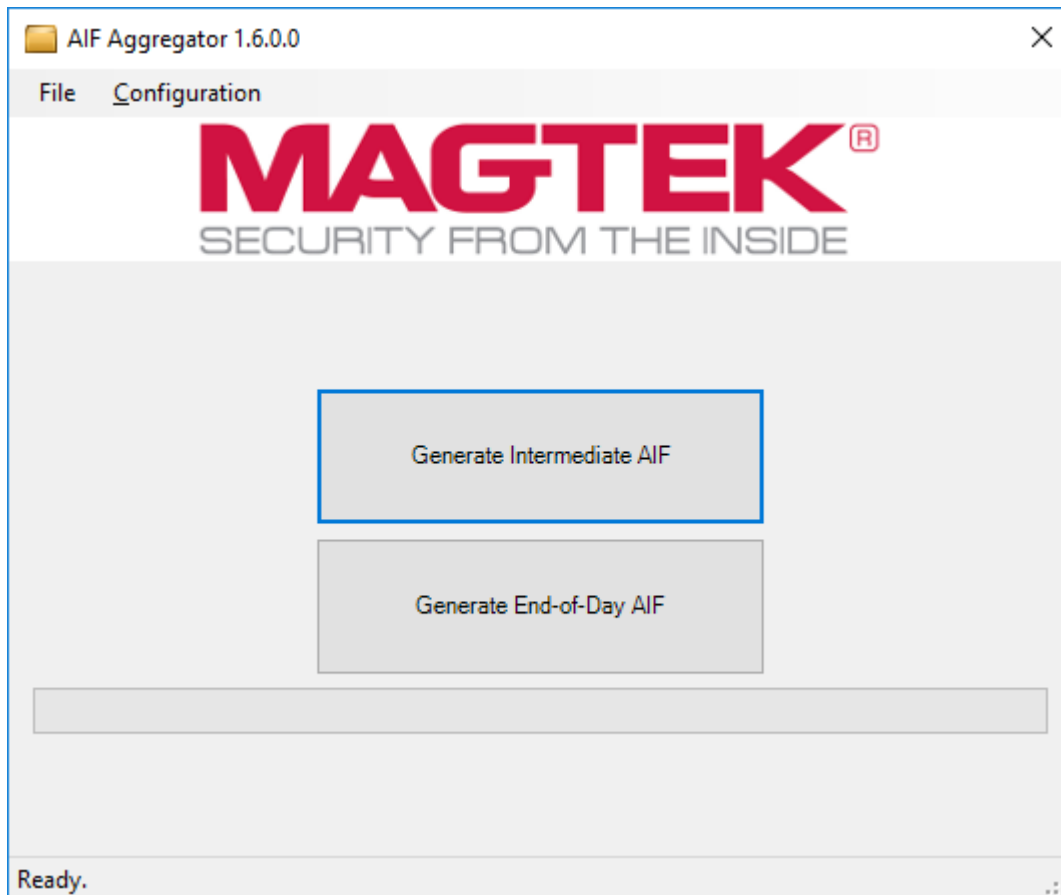 AIF Aggregator 1.6.0.0
File Configuration
MAGTEK®
SECURITY FROM THE INSIDE
Generate Intermediate AIF
Generate End-of-Day AIF
Ready.